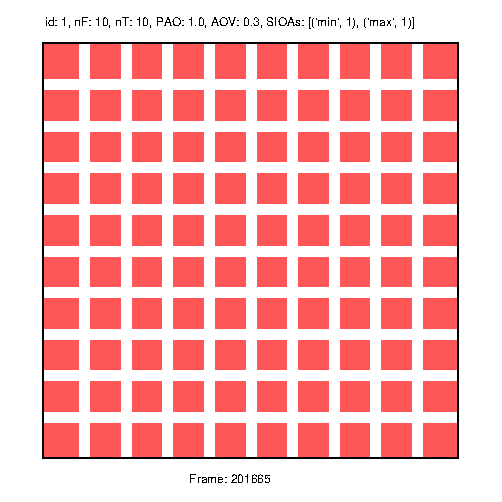 id: 1, nF: 10, nT: 10, PAO: 1.0, AOV: 0.3, SIOAs: [('min', 1), ('max', 1)]
Frame: 201665